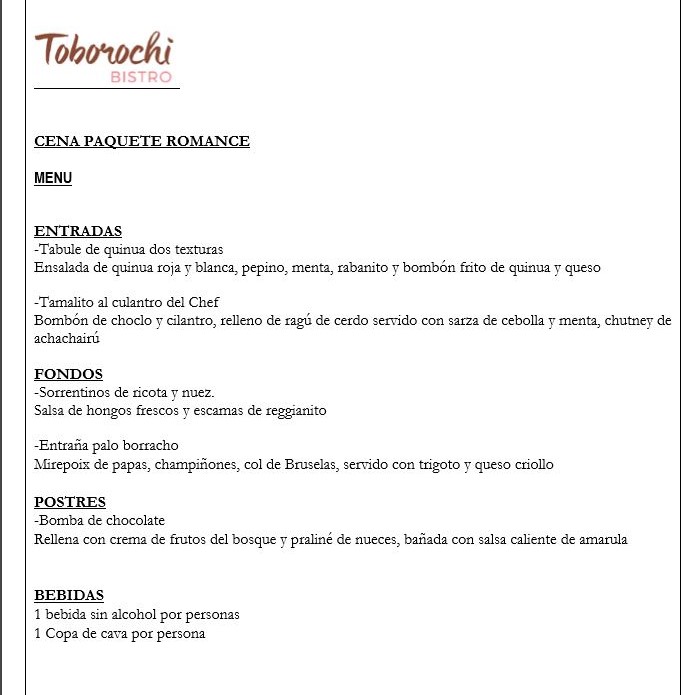 Toborochi
BISTRO
CENA PAQUETE ROMANCE
MENU
ENTRADAS
-Tabule de quinua dos texturas
Ensalada de quinua roja y blanca, pepino, menta, rabanito y bombón frito de quinua y queso
-Tamalito al culantro del Chef
Bombón de choclo y cilantro, relleno de ragú de cerdo servido con sarza de cebolla y menta, chutney de
achachairú
FONDOS
-Sorrentinos de ricota y nuez.
Salsa de hongos frescos y escamas de reggianito
-Entraña palo borracho
Mirepoix de papas, champiñones, col de Bruselas, servido con trigoto y queso criollo
POSTRES
-Bomba de chocolate
Rellena con crema de frutos del bosque y praliné de nueces, bañada con salsa caliente de amarula
BEBIDAS
1 bebida sin alcohol por personas
1 Copa de cava por persona